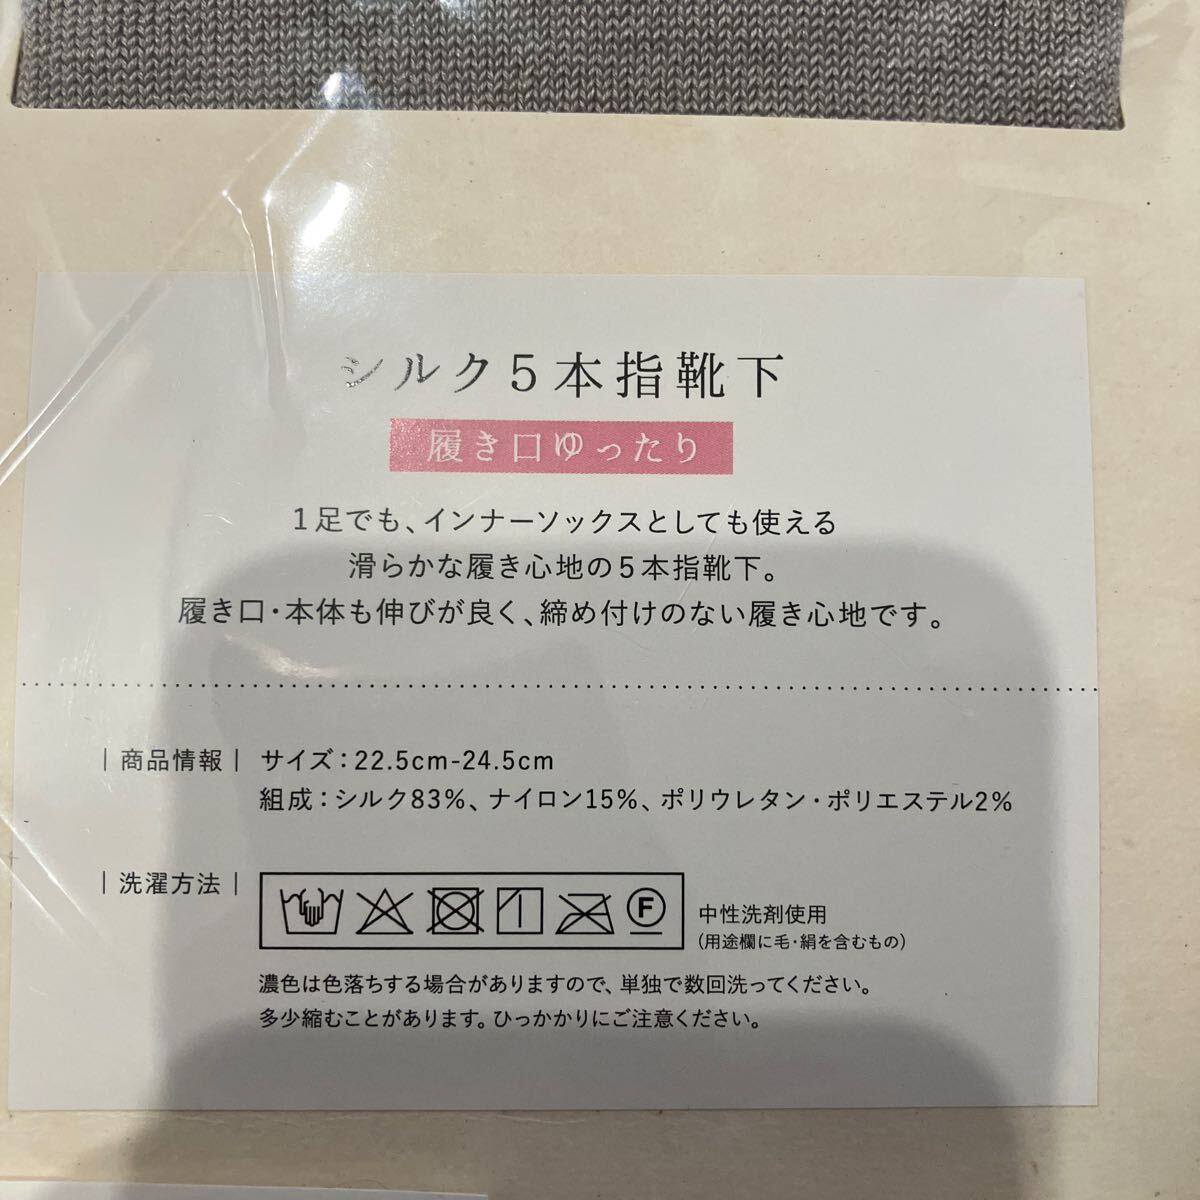 シルク5本指靴下
履き口ゆったり
1足でも、インナーソックスとしても使える
滑らかな履き心地の5本指靴下。
履き口・本体も伸びが良く、締め付けのない履き心地です。
|商品情報| サイズ：22.5cm-24.5cm
組成：シルク83%、ナイロン15%、ポリウレタン・ポリエステル2%
|洗濯方法|
F
中性洗剤使用
(用途欄に毛・絹を含むもの)
濃色は色落ちする場合がありますので、単独で数回洗ってください。
多少縮むことがあります。ひっかかりにご注意ください。